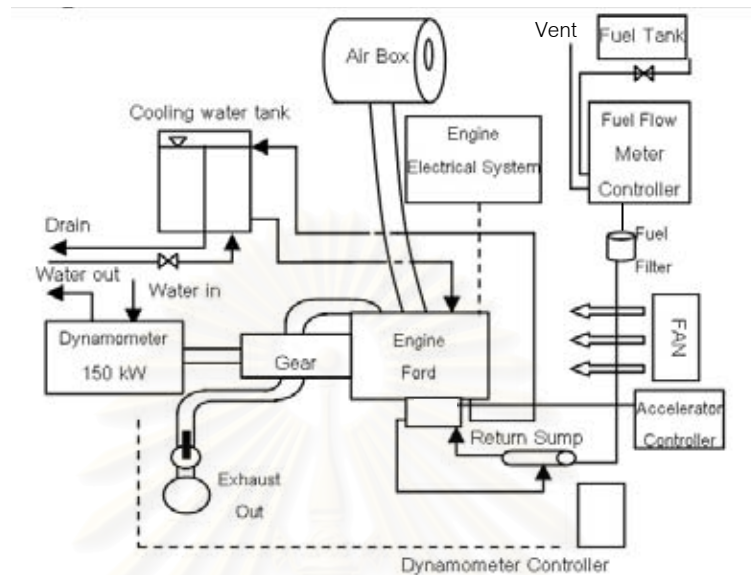 Vent
Fuel Tank
Air Box
Cooling water tank
Engine
Electrical System
Fuel Flow
Meter
Controller
Fuel
Filter
Drain
Water out
Water in
Dynamometer
150 kW
Gear
Engine
Ford
FAN
Accelerator
Controller
Return Sump
Exhaust
Out
Dynamometer Controller